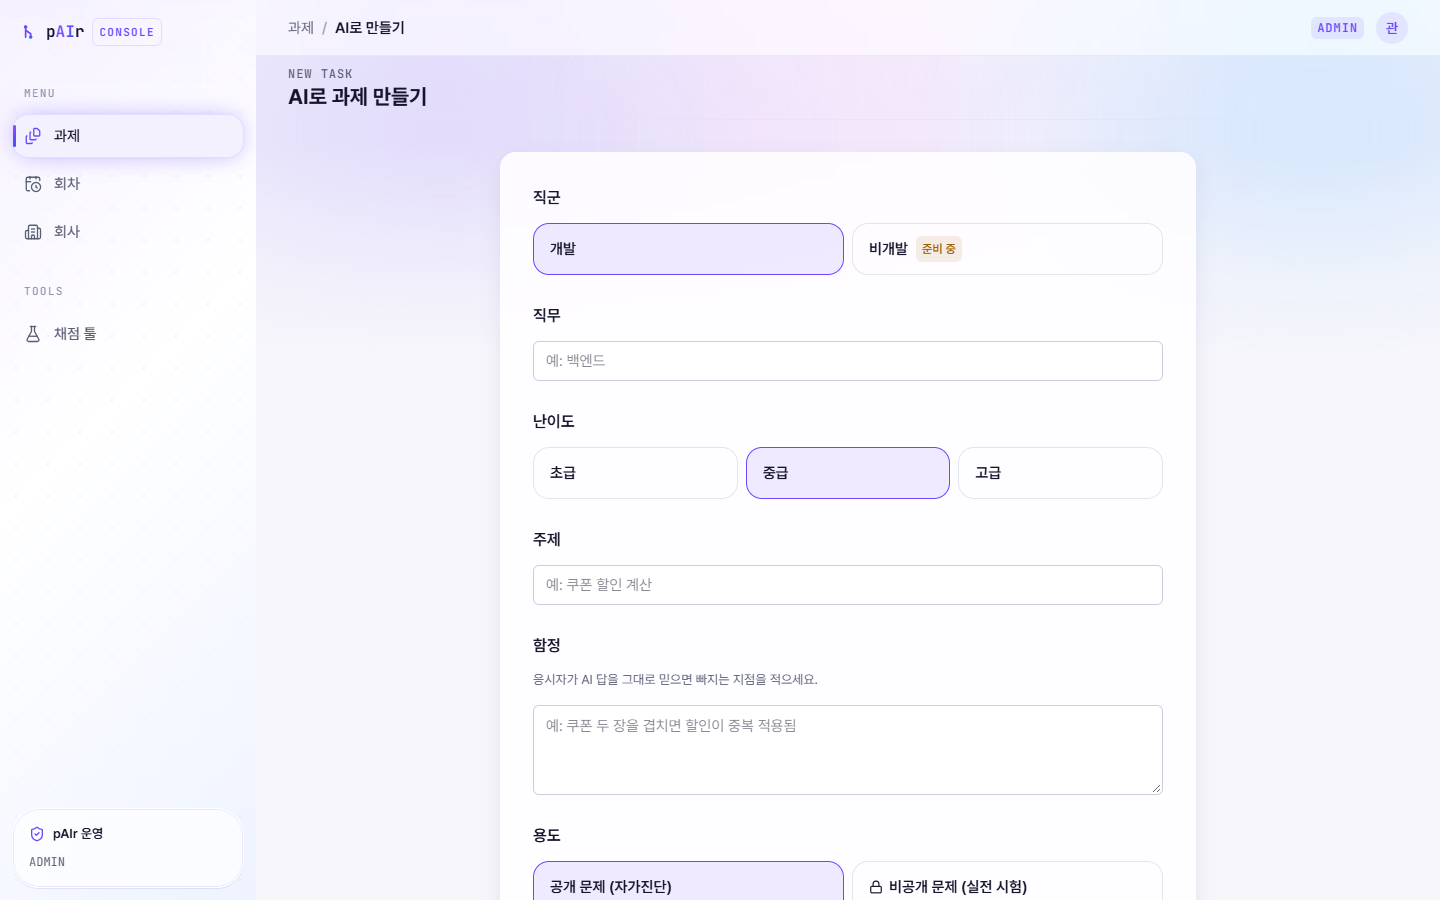 pAIr CONSOLE
MENU
과제
회차
회사
TOOLS
채점 툴
pAIr 운영
ADMIN
과제 / AI로 만들기
ADMIN 관
NEW TASK
AI로 과제 만들기
직군
개발
비개발 준비 중
직무
예: 백엔드
난이도
초급
중급
고급
주제
예: 쿠폰 할인 계산
함정
응시자가 AI 답을 그대로 믿으면 빠지는 지점을 적으세요.
예: 쿠폰 두 장을 겹치면 할인이 중복 적용됨
용도
공개 문제 (자가진단)
비공개 문제 (실전 시험)